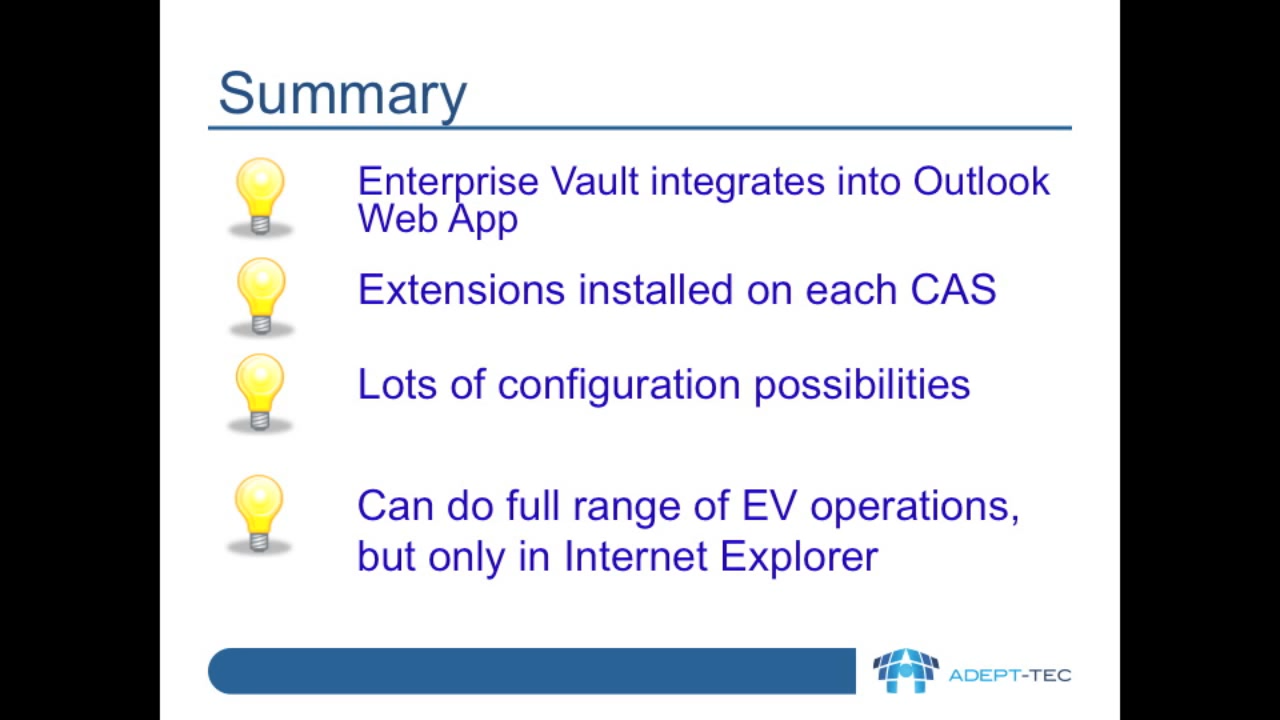 Summary
Enterprise Vault integrates into Outlook
Web App
Extensions installed on each CAS
Lots of configuration possibilities
Can do full range of EV operations,
but only in Internet Explorer
ADEPT-TEC